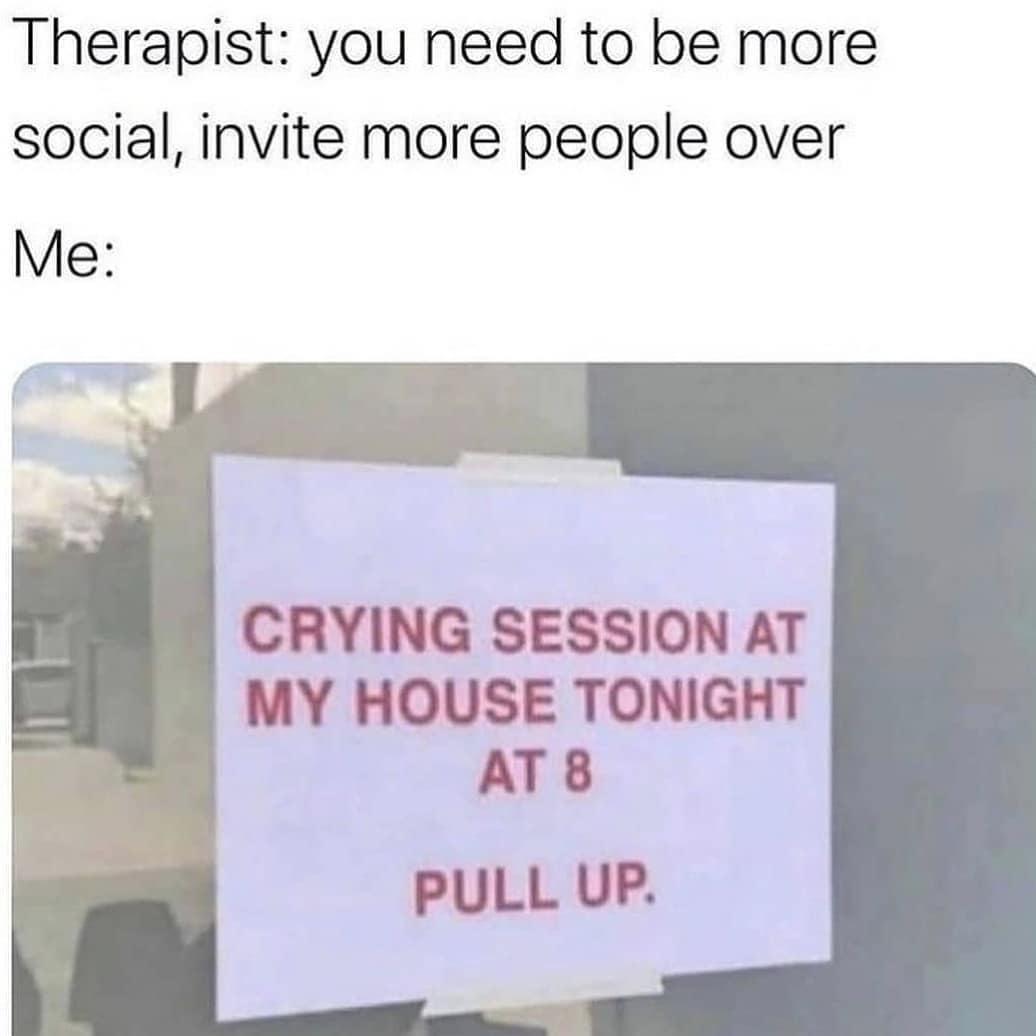 Therapist: you need to be more
social, invite more people over
Me:
CRYING SESSION AT
MY HOUSE TONIGHT
AT 8
PULL UP.